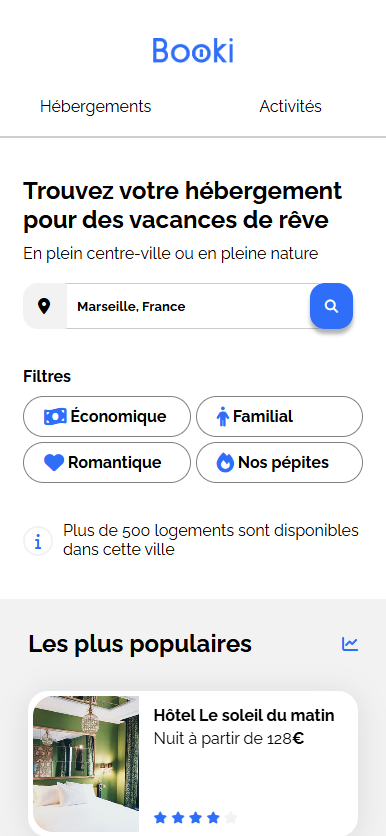 Booki
Hébergements
Activités
Trouvez votre hébergement
pour des vacances de rêve
En plein centre-ville ou en pleine nature
Marseille, France
Filtres
Économique
Familial
Romantique
Nos pépites
Plus de 500 logements sont disponibles
dans cette ville
Les plus populaires
Hôtel Le soleil du matin
Nuit à partir de 128€